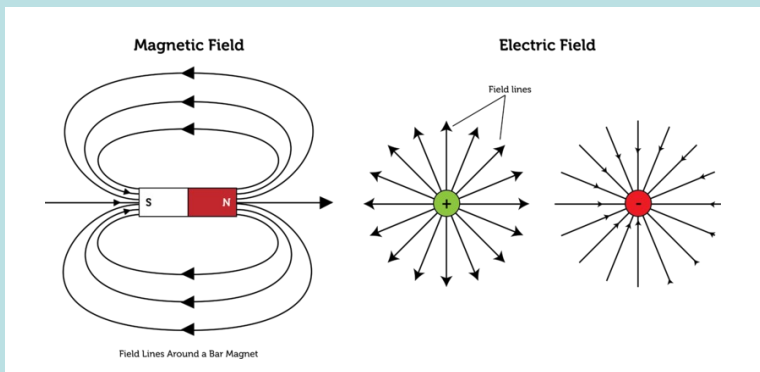 Magnetic Field
Electric Field
Field lines
S
N
+
-
Field Lines Around a Bar Magnet